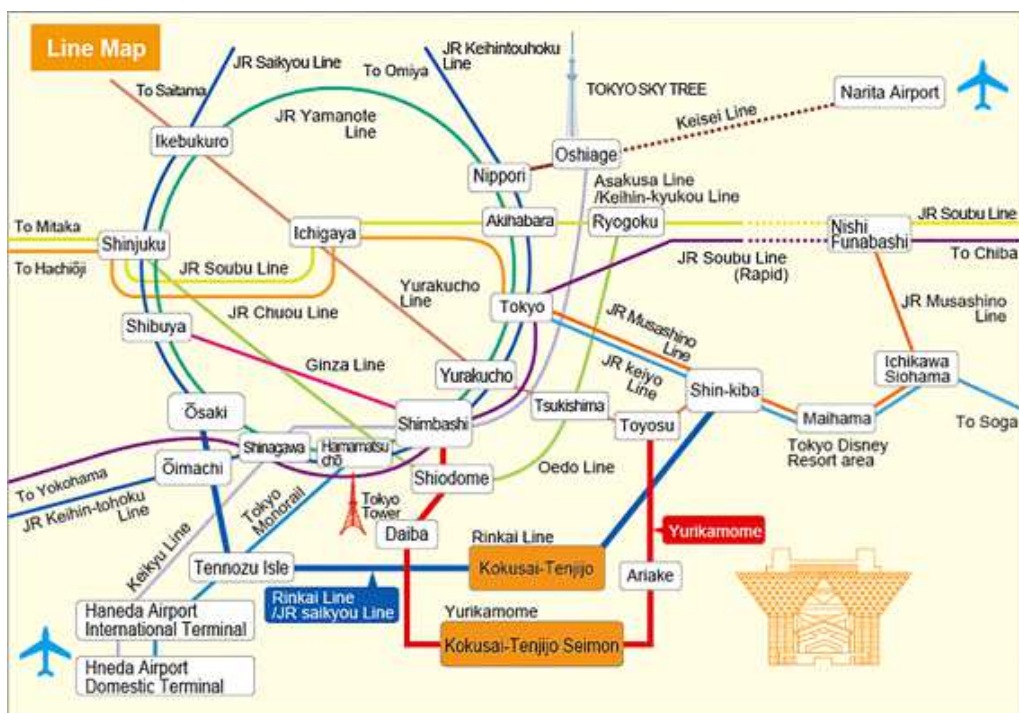 Line Map
JR Saikyou Line
JR Keihintouhoku
Line
To Omiya
To Saitama
TOKYO SKY TREE
Narita Airport
JR Yamanote
Line
Keisei Line
Ikebukuro
Oshiage
Nippori
Asakusa Line
/Keihin-kyukou Line
To Mitaka
Shinjuku
Ichigaya
Akihabara
Ryogoku
Nishi
Funabashi
JR Soubu Line
To Hachiōji
JR Soubu Line
JR Soubu Line
(Rapid)
To Chiba
Yurakucho
Line
JR Chuou Line
Tokyo
JR Musashino
Line
JR Musashino
Line
Shibuya
Ginza Line
JR keiyo
Line
Ichikawa
Siohama
Yurakucho
Shin-kiba
Ōsaki
Tsukishima
Shimbashi
Toyosu
Maihama
To Soga
Shinagawa
Hamamatsu
chō
Tokyo Disney
Resort area
Ōimachi
Shiodome
Oedo Line
To Yokohama
JR Keihin-tohoku
Line
Tokyo
Monorail
Tokyo
Tower
Daiba
Rinkai Line
Yurikamome
Keikyu Line
Tennozu Isle
Kokusai-Tenjijo
Ariake
Rinkai Line
/JR saikyou Line
Haneda Airport
International Terminal
Yurikamome
Kokusai-Tenjijo Seimon
Hneda Airport
Domestic Terminal